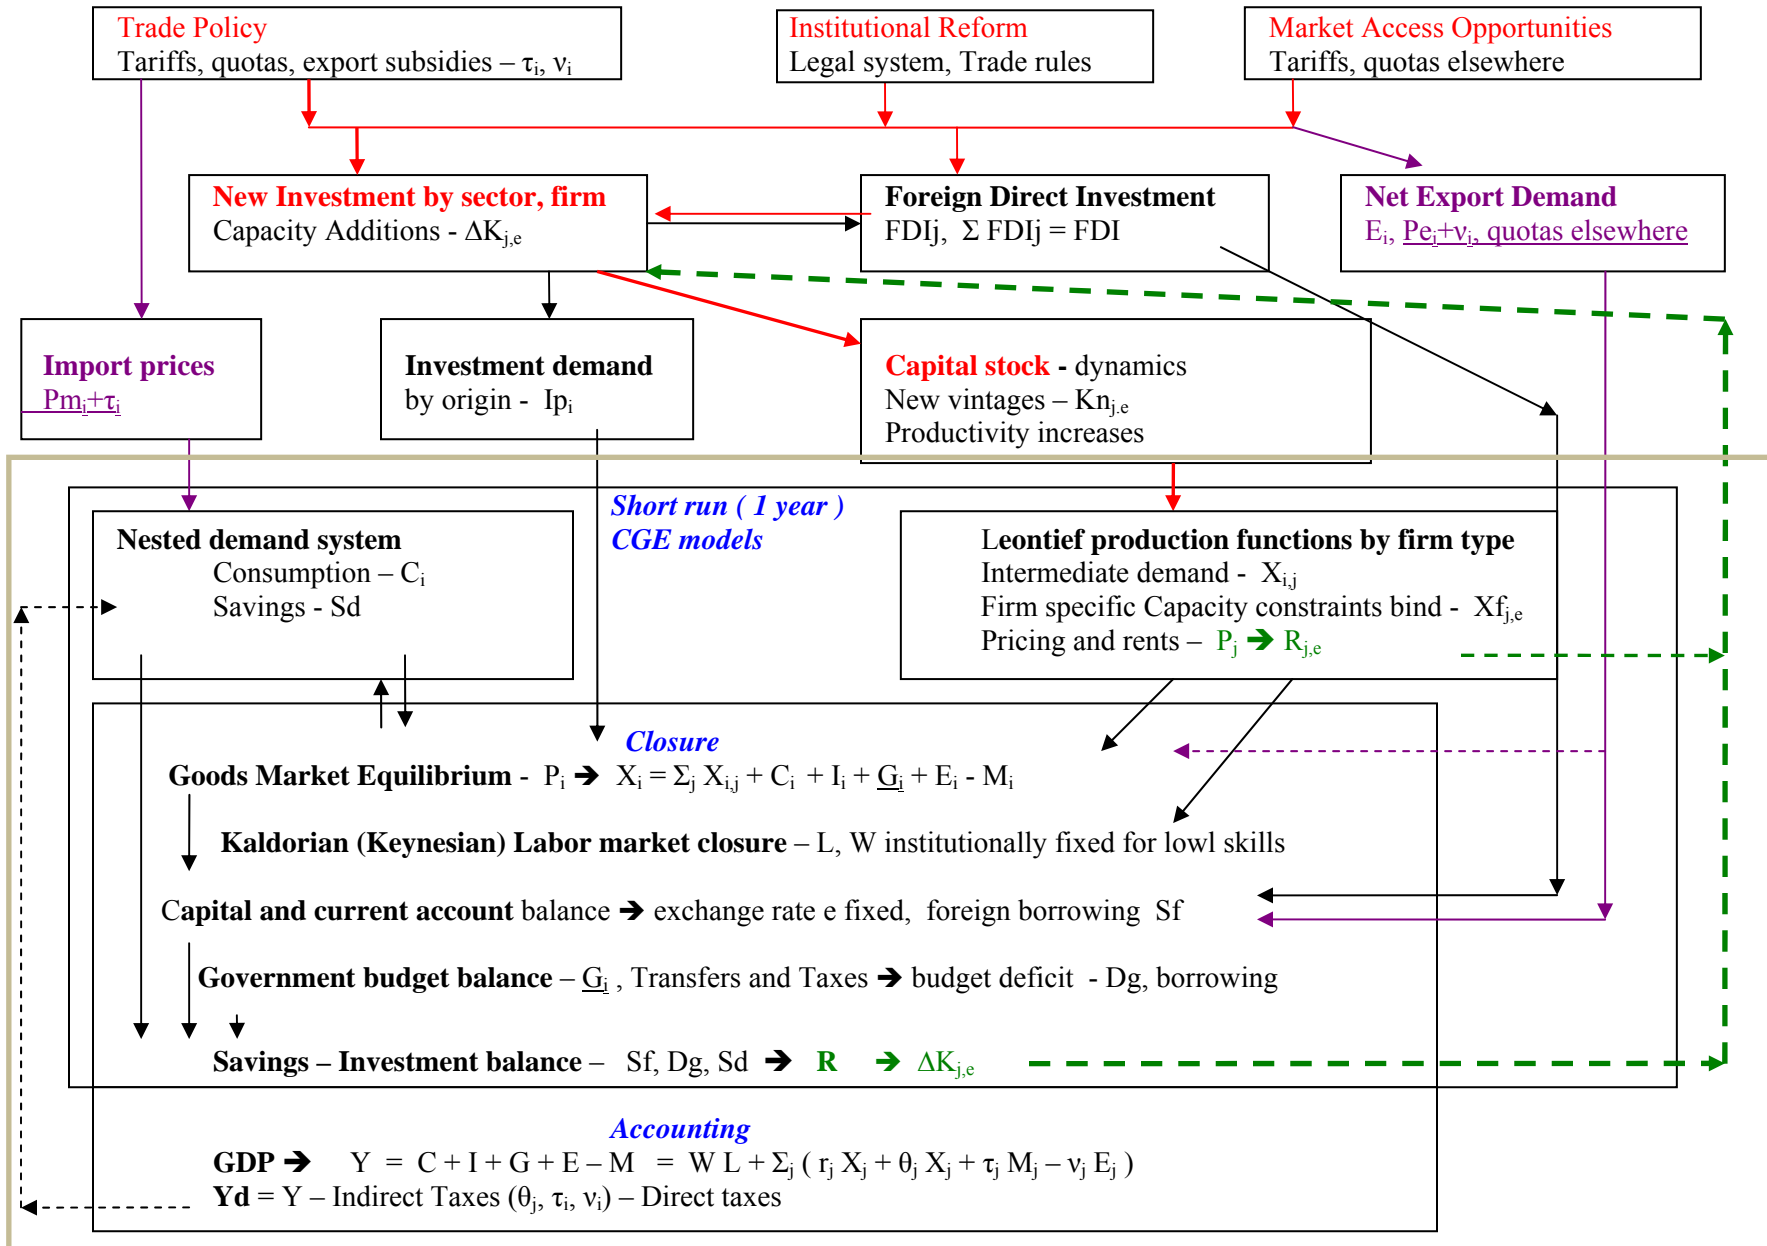 Trade Policy
Tariffs, quotas, export subsidies – τi, νi
Institutional Reform
Legal system, Trade rules
Market Access Opportunities
Tariffs, quotas elsewhere
New Investment by sector, firm
Capacity Additions - ΔKj,e
Foreign Direct Investment
FDIj, Σ FDIj = FDI
Net Export Demand
Ei, Pei+νi, quotas elsewhere
Import prices
Pmi+τi
Investment demand
by origin - Ipi
Capital stock - dynamics
New vintages – Knj.e
Productivity increases
Short run ( 1 year )
CGE models
Nested demand system
Consumption – Ci
Savings - Sd
Leontief production functions by firm type
Intermediate demand - Xi,j
Firm specific Capacity constraints bind - Xfj,e
Pricing and rents – Pj ➔ Rj,e
Closure
Goods Market Equilibrium - Pi ➔ Xi = Σj Xi,j + Ci + Ii + Gi + Ei - Mi
Kaldorian (Keynesian) Labor market closure – L, W institutionally fixed for lowl skills
Capital and current account balance ➔ exchange rate e fixed, foreign borrowing Sf
Government budget balance – Gi , Transfers and Taxes ➔ budget deficit - Dg, borrowing
Savings – Investment balance – Sf, Dg, Sd ➔ R ➔ ΔKj,e
Accounting
GDP ➔ Y = C + I + G + E – M = W L + Σj ( rj Xj + θj Xj + τj Mj – νj Ej )
Yd = Y – Indirect Taxes (θj, τi, νi) – Direct taxes